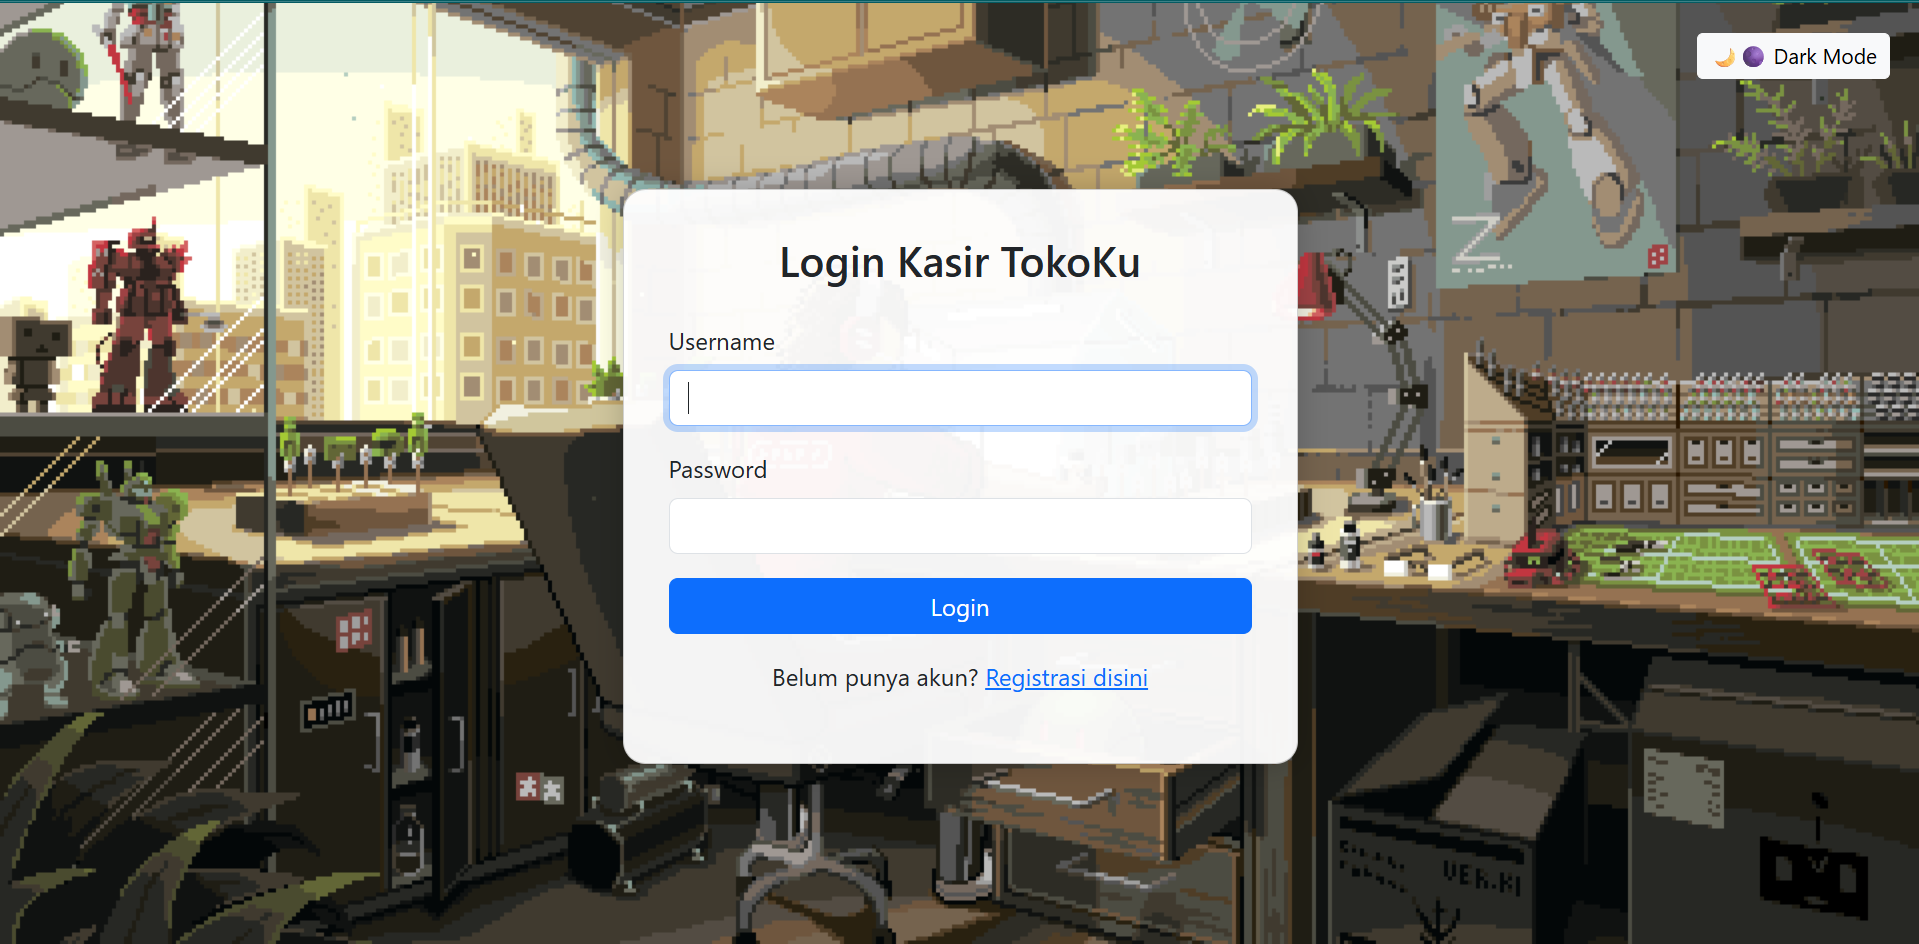 🌙 Dark Mode
Login Kasir TokoKu
Username
Password
Login
Belum punya akun? Registrasi disini
Z